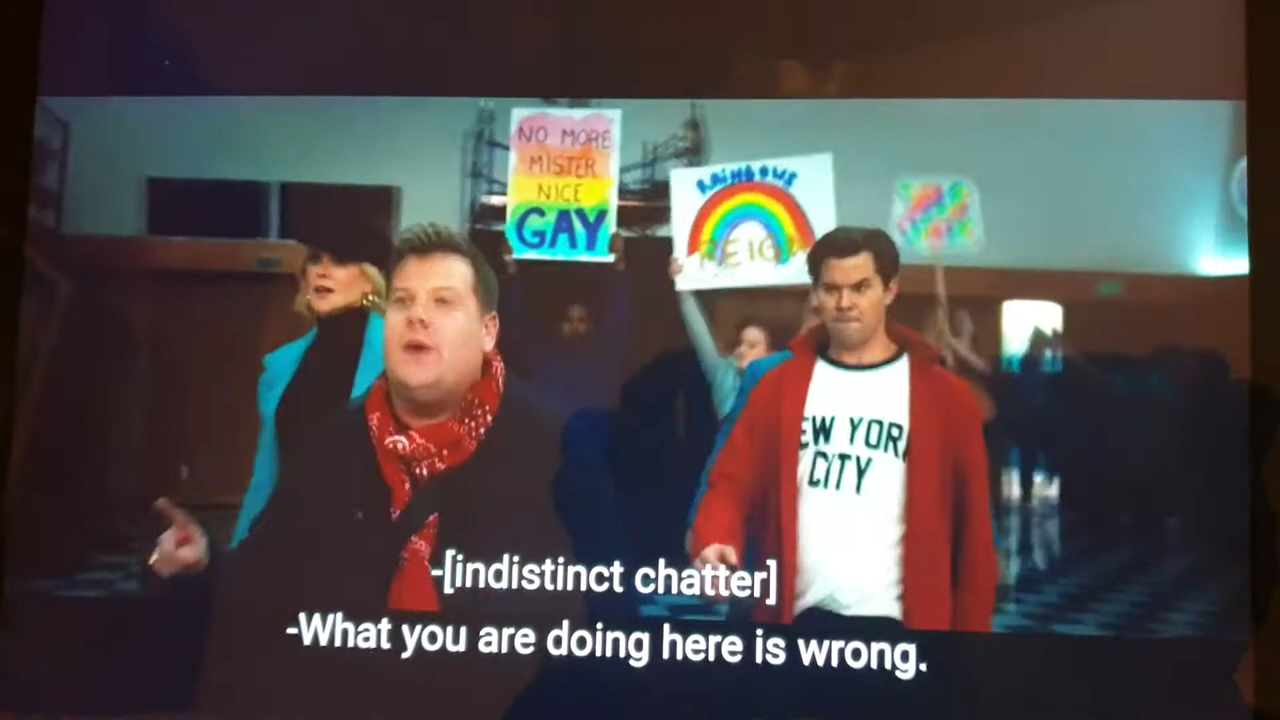 NO MORE
MISTER
NICE
GAY
RAINBOWS
REIGN
EW YORK
CITY
-[indistinct chatter]
-What you are doing here is wrong.